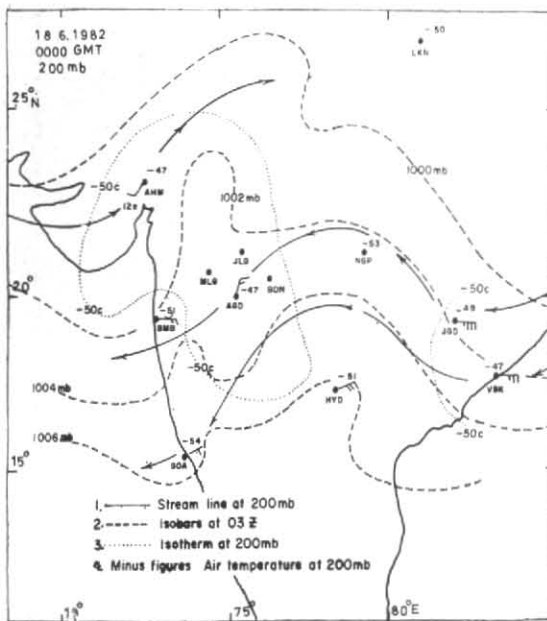 18 6.1982
0000 GMT
200 mb
-50
LKN
25°
N
-47
AHM
-50c
1000mb
1002mb
-53
NGP
JLG
MLG
-47
ABD
20°
-50c
-51
BMB
-50c
-49
JGD
-47
VSK
-50c
-51
HYD
-50c
1004mb
1006mb
-54
GOA
15°
1. Stream line at 200mb
2. Isobars at 03 Z
3. Isotherm at 200mb
4. Minus figures Air temperature at 200mb
75°
80°E